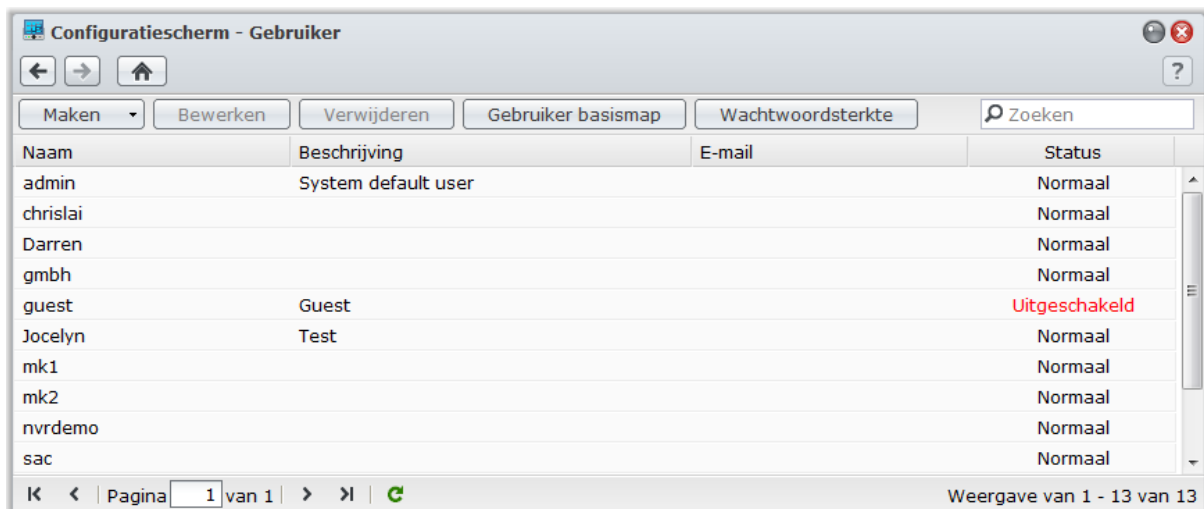 Configuratiescherm - Gebruiker
?
Maken Bewerken Verwijderen Gebruiker basismap Wachtwoordsterkte Zoeken
Naam Beschrijving E-mail Status
admin System default user Normaal
chrislai Normaal
Darren Normaal
gmbh Normaal
guest Guest Uitgeschakeld
Jocelyn Test Normaal
mk1 Normaal
mk2 Normaal
nvrdemo Normaal
sac Normaal
Pagina 1 van 1 Weergave van 1 - 13 van 13